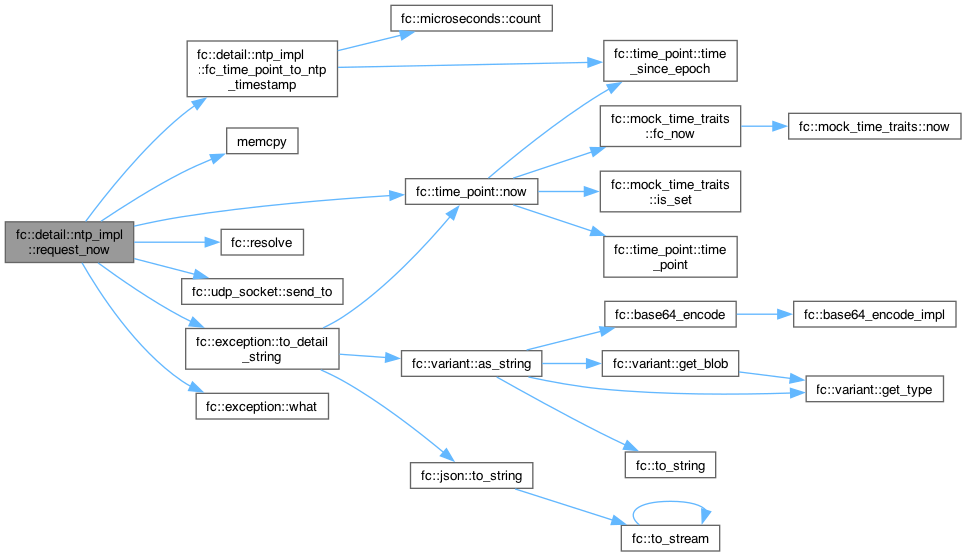 fc::detail::ntp_impl
::request_now
fc::detail::ntp_impl
::fc_time_point_to_ntp
_timestamp
fc::microseconds::count
fc::time_point::time
_since_epoch
memcpy
fc::time_point::now
fc::mock_time_traits
::fc_now
fc::mock_time_traits::now
fc::mock_time_traits
::is_set
fc::time_point::time
_point
fc::resolve
fc::udp_socket::send_to
fc::exception::to_detail
_string
fc::variant::as_string
fc::base64_encode
fc::base64_encode_impl
fc::variant::get_blob
fc::variant::get_type
fc::to_string
fc::json::to_string
fc::to_stream
fc::exception::what